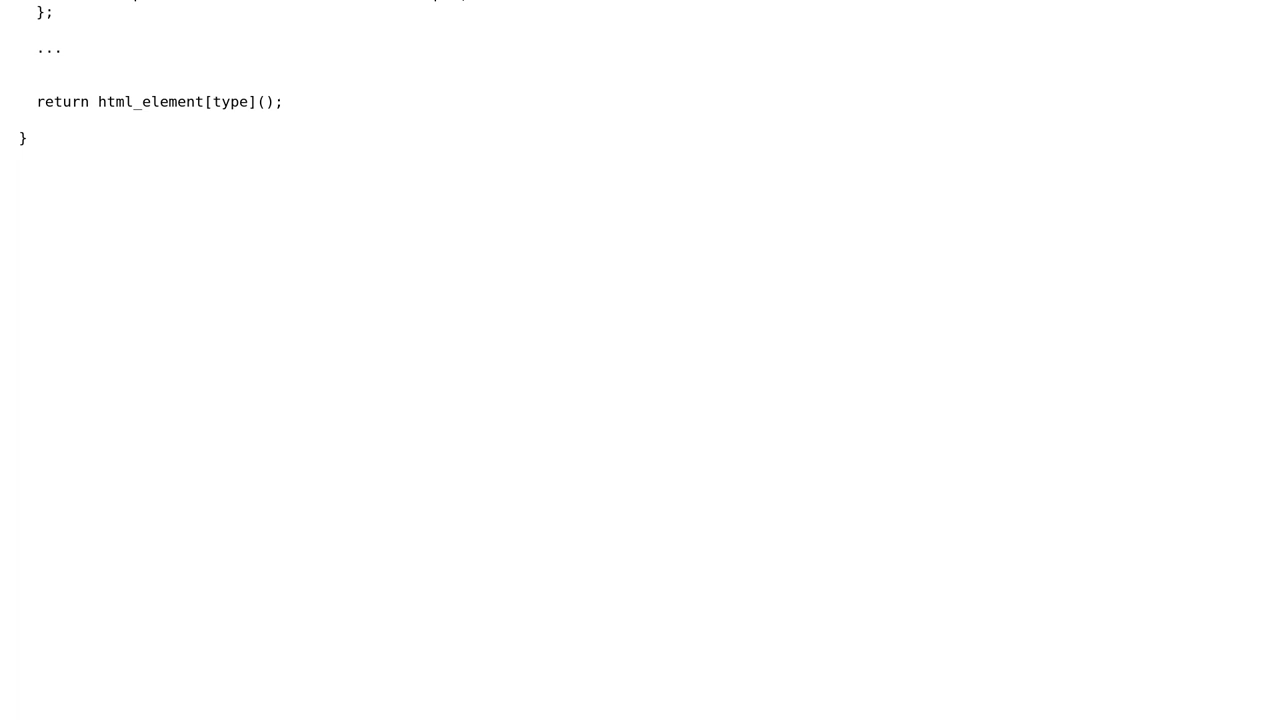 };
...
return html_element[type]();
}